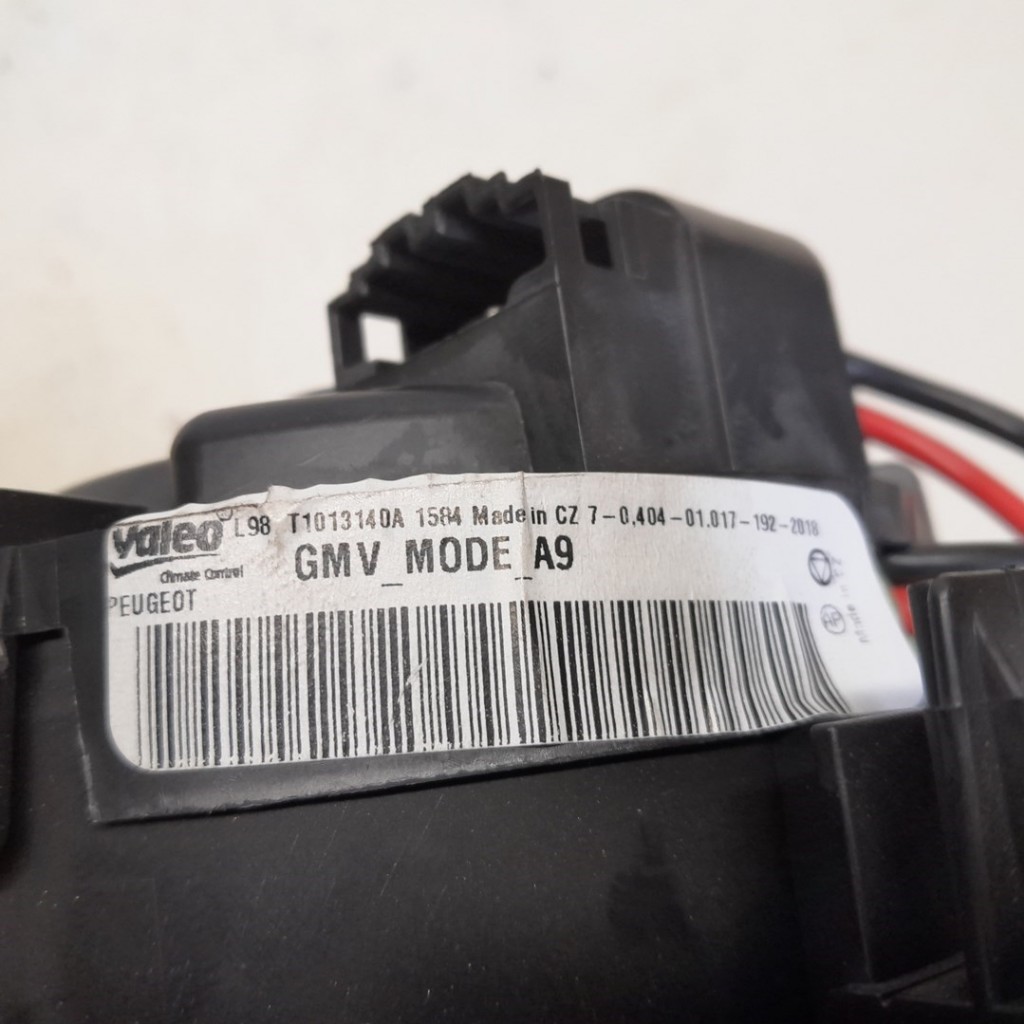 Valeo L98 T1013140A 1584 Made in CZ 7-0,404-01.017-192-2018
Climate Control GMV_MODE_A9
PEUGEOT